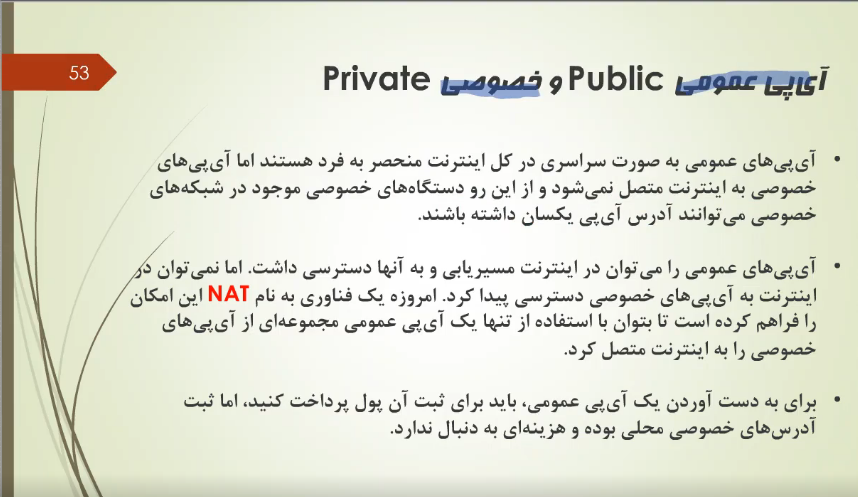 53
آی‌پی عمومی Public و خصوصی Private
• آی‌پی‌های عمومی به صورت سراسری در کل اینترنت منحصر به فرد هستند اما آی‌پی‌های
خصوصی به اینترنت متصل نمی‌شود و از این رو دستگاه‌های خصوصی موجود در شبکه‌های
خصوصی می‌توانند آدرس آی‌پی یکسان داشته باشند.
• آی‌پی‌های عمومی را می‌توان در اینترنت مسیریابی و به آنها دسترسی داشت. اما نمی‌توان در
اینترنت به آی‌پی‌های خصوصی دسترسی پیدا کرد. امروزه یک فناوری به نام NAT این امکان
را فراهم کرده است تا بتوان با استفاده از تنها یک آی‌پی عمومی مجموعه‌ای از آی‌پی‌های
خصوصی را به اینترنت متصل کرد.
• برای به دست آوردن یک آی‌پی عمومی، باید برای ثبت آن پول پرداخت کنید، اما ثبت
آدرس‌های خصوصی محلی بوده و هزینه‌ای به دنبال ندارد.